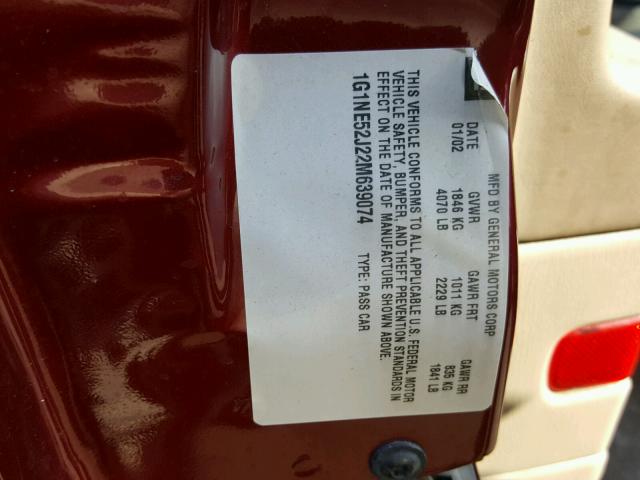 MFD BY GENERAL MOTORS CORP
DATE GVWR GAWR FRT GAWR RR
01/02 1846 KG 1011 KG 835 KG
4070 LB 2229 LB 1841 LB
THIS VEHICLE CONFORMS TO ALL APPLICABLE U.S. FEDERAL MOTOR
VEHICLE SAFETY, BUMPER, AND THEFT PREVENTION STANDARDS IN
EFFECT ON THE DATE OF MANUFACTURE SHOWN ABOVE.
1G1NE52J22M639074 TYPE: PASS CAR